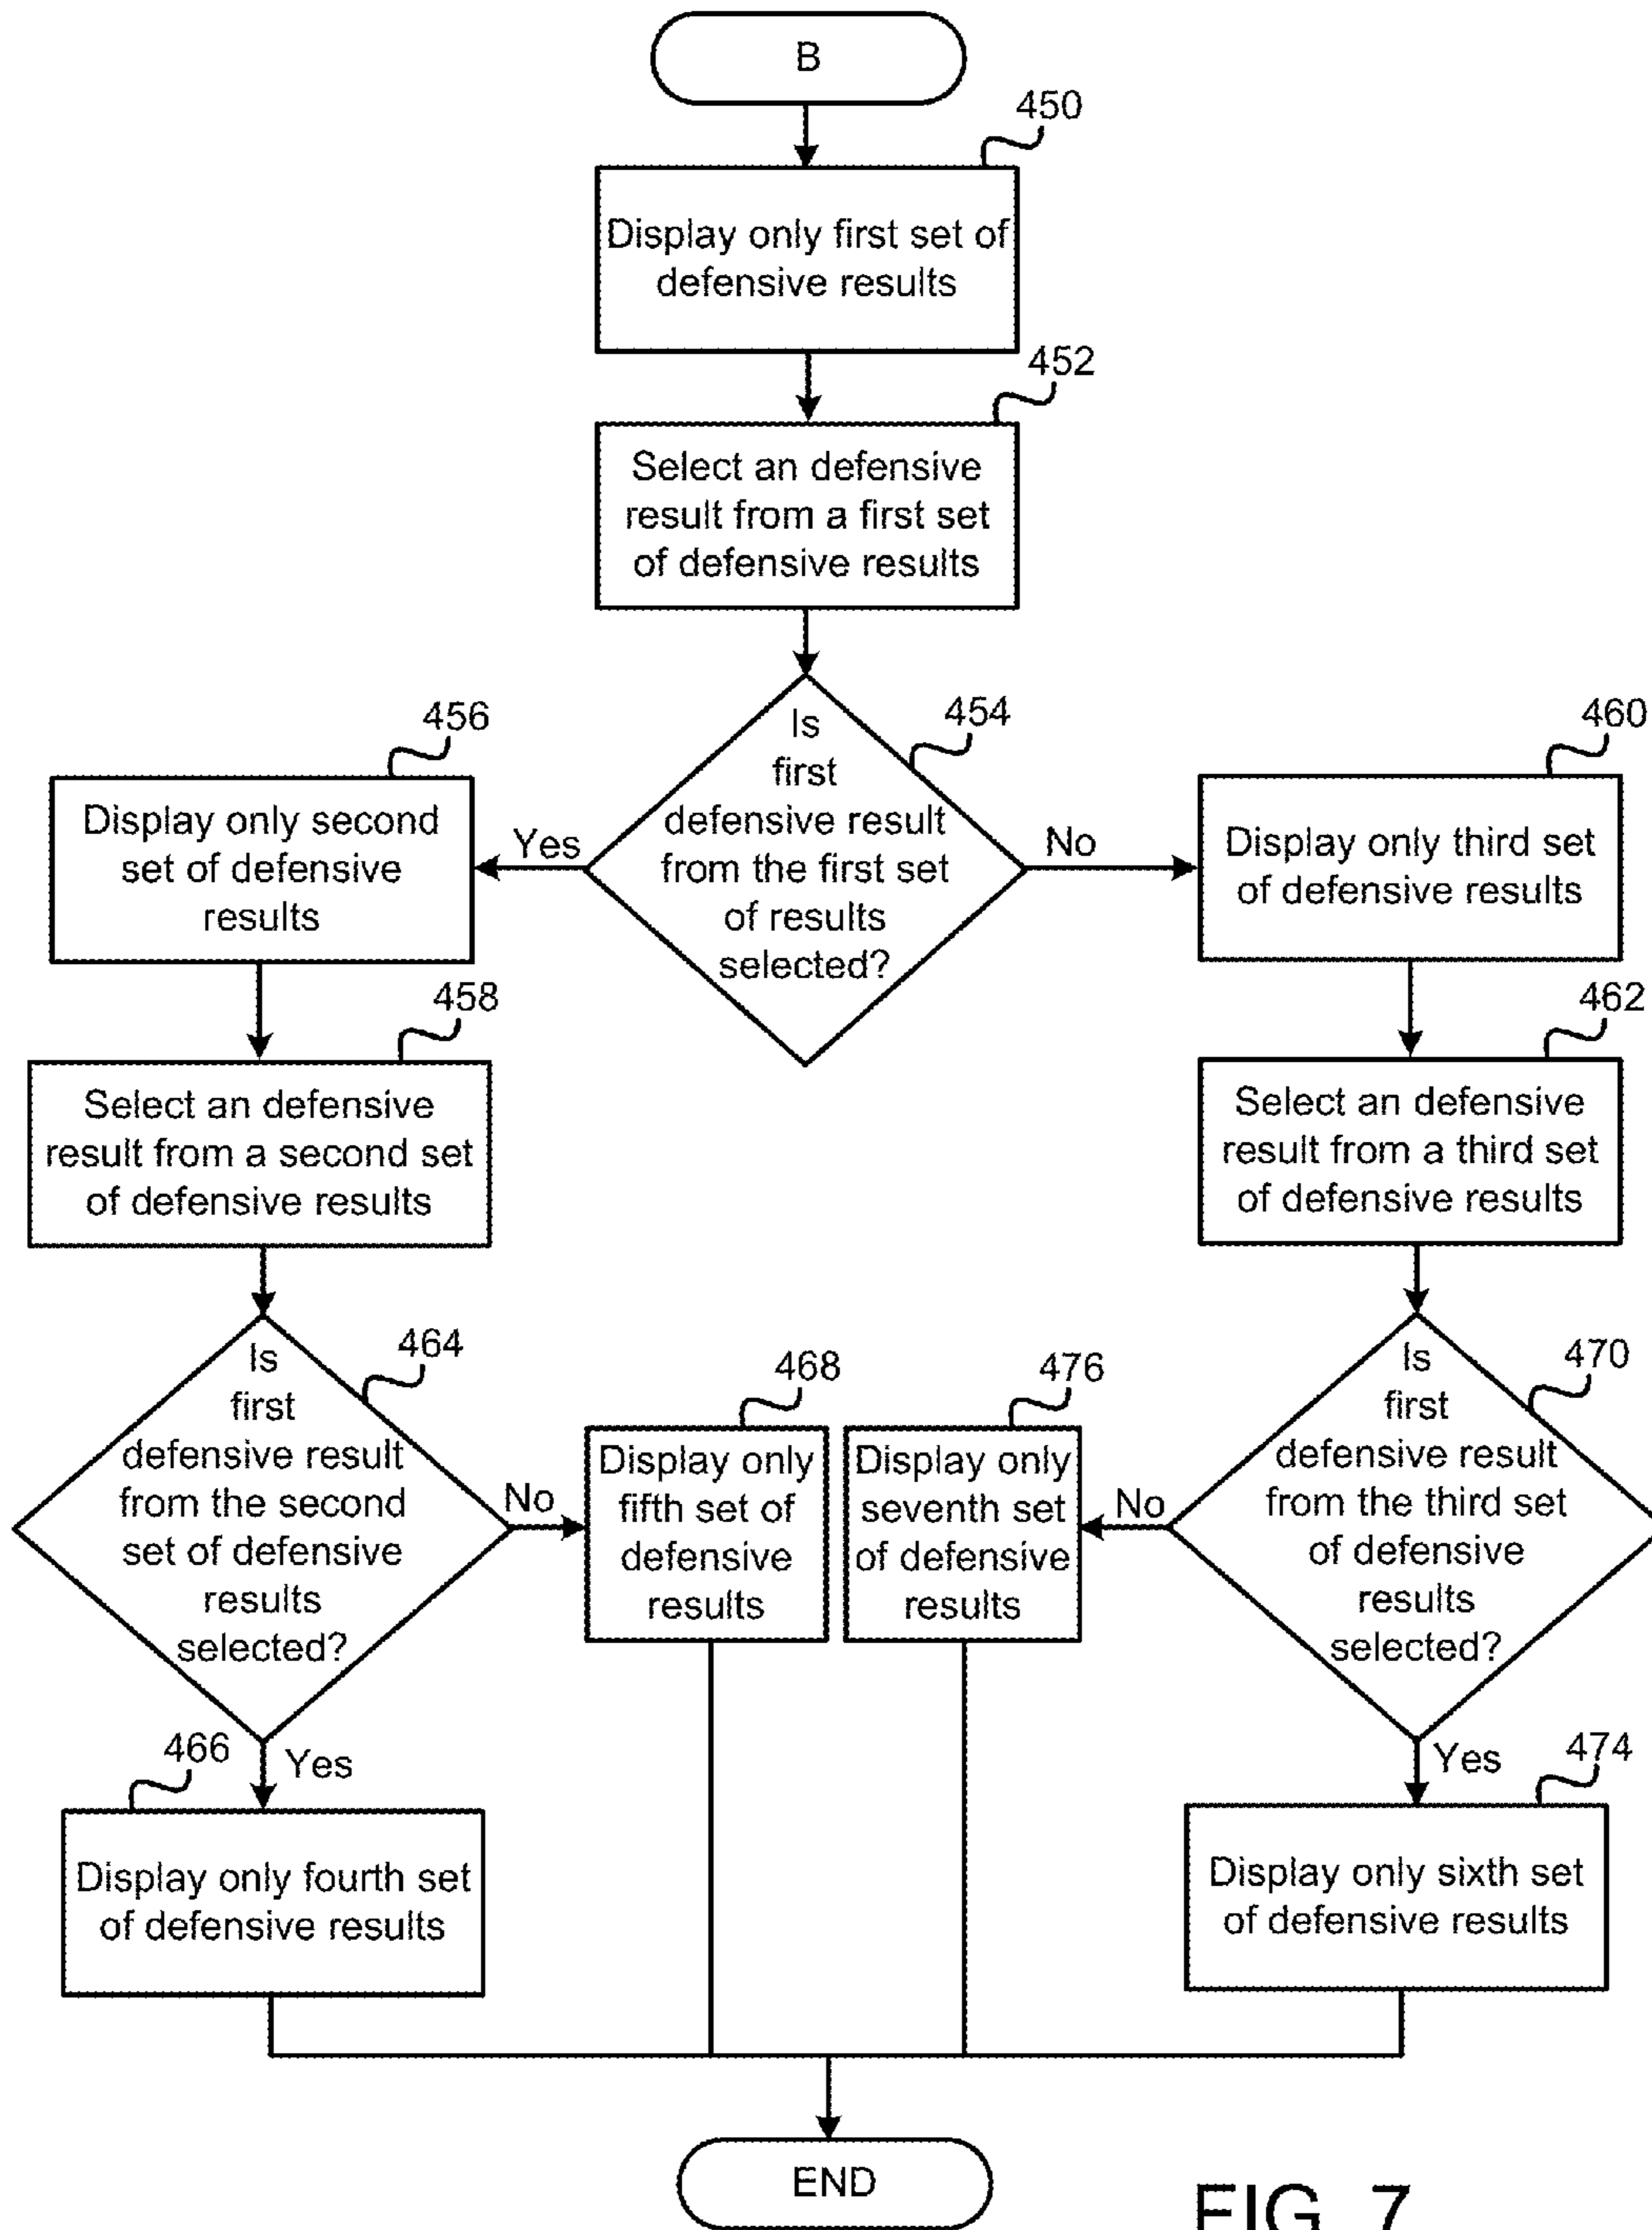 B
450
Display only first set of
defensive results
452
Select an defensive
result from a first set
of defensive results
454
Is
first
defensive result
from the first set
of results
selected?
Yes
No
456
Display only second
set of defensive
results
460
Display only third set
of defensive results
458
Select an defensive
result from a second set
of defensive results
462
Select an defensive
result from a third set
of defensive results
464
Is
first
defensive result
from the second
set of defensive
results
selected?
No
Yes
468
Display only
fifth set of
defensive
results
476
Display only
seventh set
of defensive
results
470
Is
first
defensive result
from the third set
of defensive
results
selected?
No
Yes
466
Display only fourth set
of defensive results
474
Display only sixth set
of defensive results
END
FIG. 7